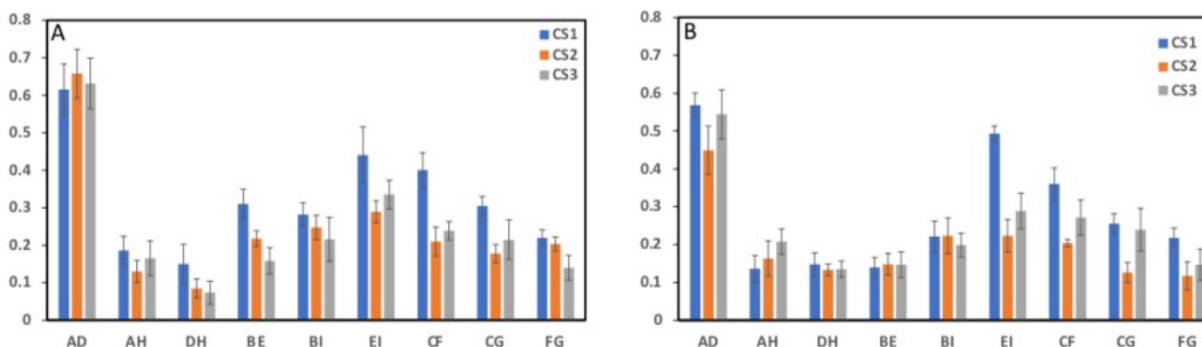 A
0.8
0.7
0.6
0.5
0.4
0.3
0.2
0.1
0
CS1
CS2
CS3
AD AH DH BE BI EI CF CG FG
B
0.8
0.7
0.6
0.5
0.4
0.3
0.2
0.1
0
CS1
CS2
CS3
AD AH DH BE BI EI CF CG FG